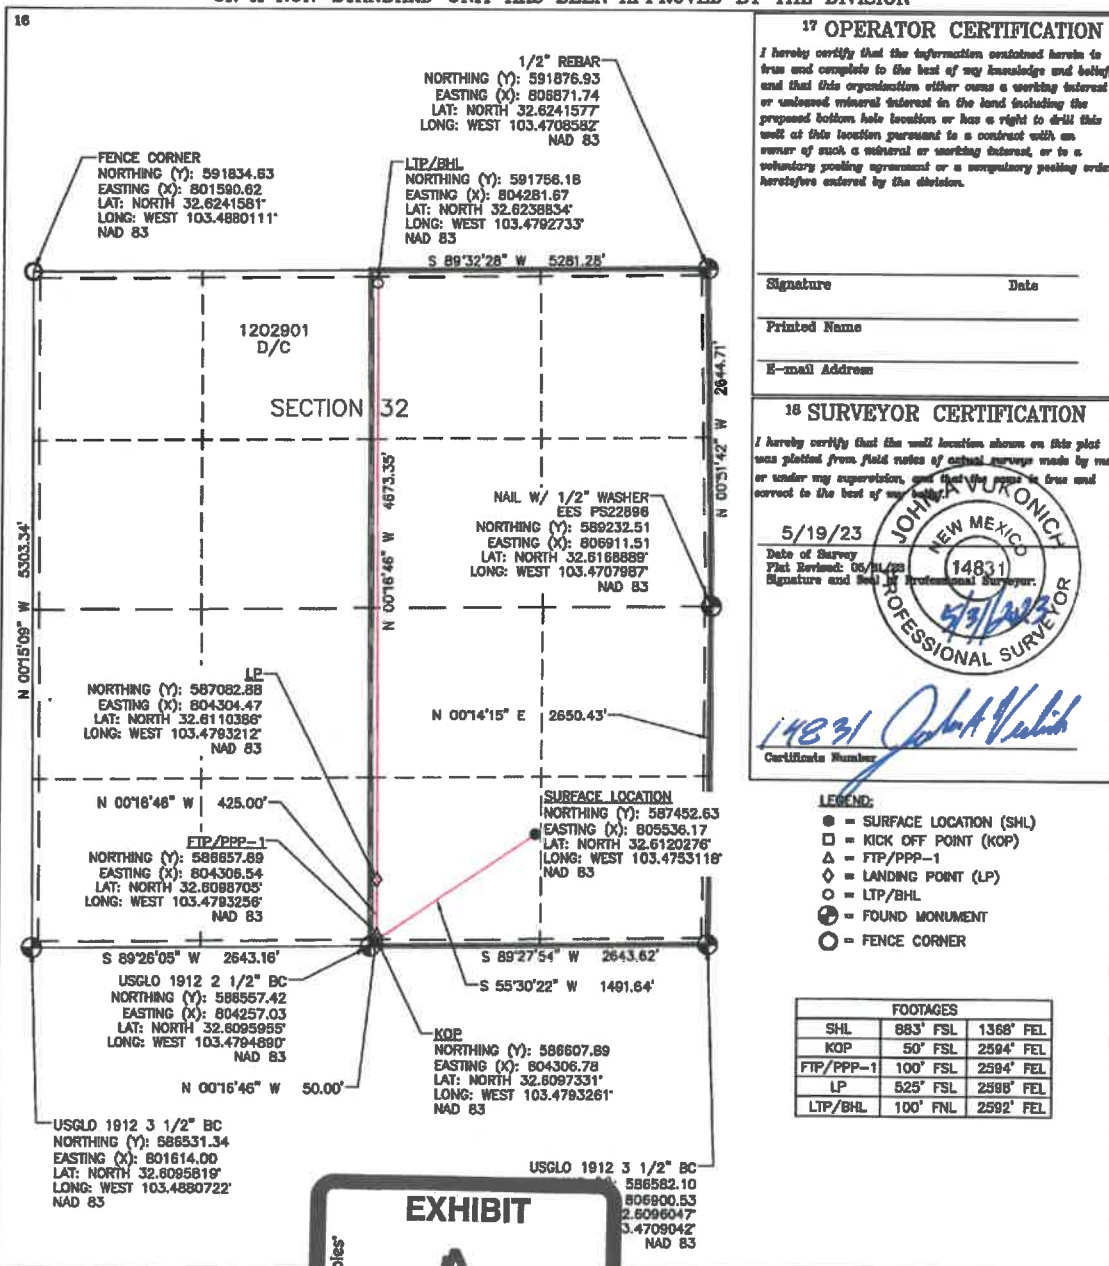 16
1/2" REBAR
NORTHING (Y): 591876.93
EASTING (X): 806871.74
LAT: NORTH 32.6241577°
LONG: WEST 103.4708582°
NAD 83
FENCE CORNER
NORTHING (Y): 591834.63
EASTING (X): 801590.62
LAT: NORTH 32.6241581°
LONG: WEST 103.4880111°
NAD 83
LTP/BHL
NORTHING (Y): 591756.18
EASTING (X): 804281.67
LAT: NORTH 32.6238834°
LONG: WEST 103.4792733°
NAD 83
S 89°32'28" W 5281.28'
1202901
D/C
SECTION 32
N 00°51'42" W 2644.71'
N 00°16'46" W 4673.35'
N 00°15'09" W 5303.34'
NAIL W/ 1/2" WASHER
EES PS22896
NORTHING (Y): 589232.51
EASTING (X): 806911.51
LAT: NORTH 32.6168889°
LONG: WEST 103.4707987°
NAD 83
LP
NORTHING (Y): 587082.88
EASTING (X): 804304.47
LAT: NORTH 32.6110386°
LONG: WEST 103.4793212°
NAD 83
N 00°14'15" E 2650.43'
N 00°16'46" W 425.00'
SURFACE LOCATION
NORTHING (Y): 587452.63
EASTING (X): 805536.17
LAT: NORTH 32.6120276°
LONG: WEST 103.4753118°
NAD 83
FTP/PPP-1
NORTHING (Y): 586657.89
EASTING (X): 804306.54
LAT: NORTH 32.6098705°
LONG: WEST 103.4793256°
NAD 83
S 89°26'05" W 2643.16'
S 89°27'54" W 2643.62'
S 55°30'22" W 1491.64'
USGLO 1912 2 1/2" BC
NORTHING (Y): 586557.42
EASTING (X): 804257.03
LAT: NORTH 32.6095955°
LONG: WEST 103.4794890°
NAD 83
KOP
NORTHING (Y): 586607.89
EASTING (X): 804306.78
LAT: NORTH 32.6097331°
LONG: WEST 103.4793261°
NAD 83
N 00°16'46" W 50.00'
USGLO 1912 3 1/2" BC
NORTHING (Y): 586531.34
EASTING (X): 801614.00
LAT: NORTH 32.6095819°
LONG: WEST 103.4880722°
NAD 83
USGLO 1912 3 1/2" BC
586582.10
806900.53
2.6096047°
3.4709042°
NAD 83
EXHIBIT
17 OPERATOR CERTIFICATION
I hereby certify that the information contained herein is
true and complete to the best of my knowledge and belief,
and that this organization either owns a working interest
or unleased mineral interest in the land including the
proposed bottom hole location or has a right to drill this
well at this location pursuant to a contract with an
owner of such a mineral or working interest, or to a
voluntary pooling agreement or a compulsory pooling order
heretofore entered by the division.
Signature Date
Printed Name
E-mail Address
18 SURVEYOR CERTIFICATION
I hereby certify that the well location shown on this plat
was plotted from field notes of actual surveys made by me
or under my supervision, and that the same is true and
correct to the best of my belief.
5/19/23
Date of Survey
Plat Revised:
Signature and Seal of Professional Surveyor:
JOHN A VUKONICH
NEW MEXICO
14831
PROFESSIONAL SURVEYOR
14831
Certificate Number
LEGEND:
= SURFACE LOCATION (SHL)
= KICK OFF POINT (KOP)
= FTP/PPP-1
= LANDING POINT (LP)
= LTP/BHL
= FOUND MONUMENT
= FENCE CORNER
FOOTAGES
SHL 883' FSL 1368' FEL
KOP 50' FSL 2594' FEL
FTP/PPP-1 100' FSL 2594' FEL
LP 525' FSL 2598' FEL
LTP/BHL 100' FNL 2592' FEL